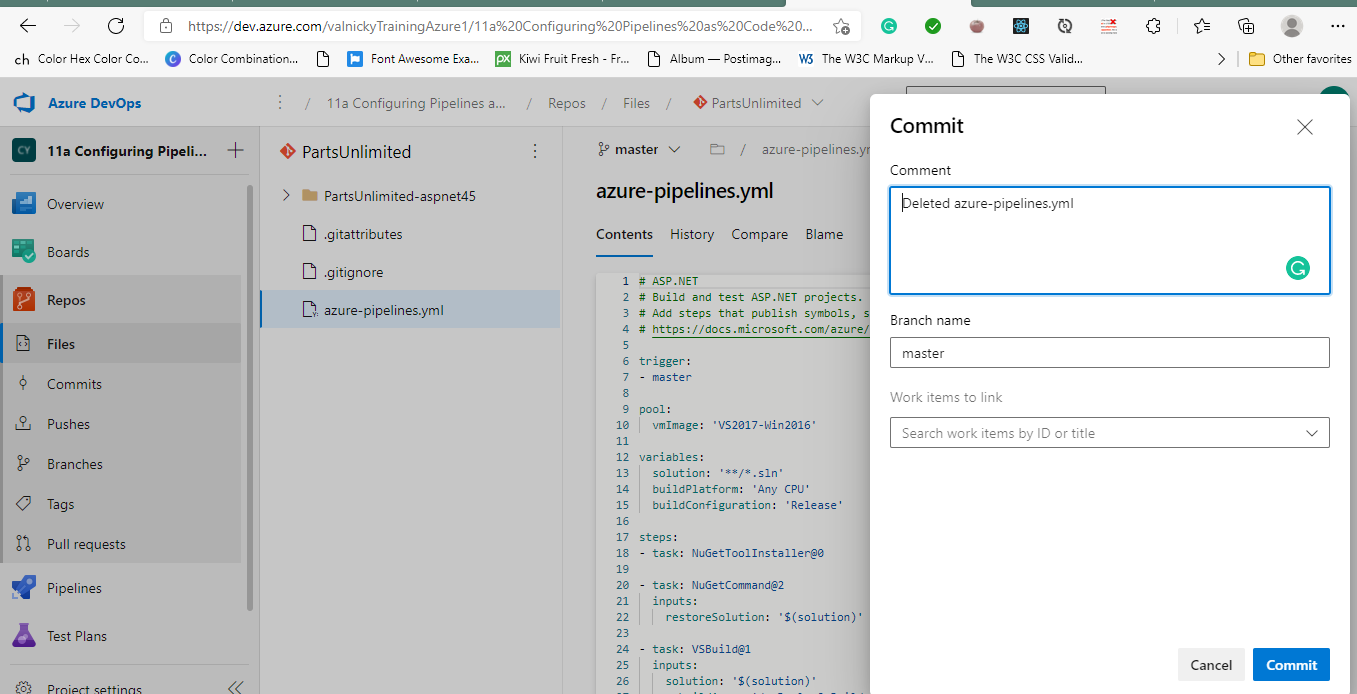 https://dev.azure.com/valnickyTrainingAzure1/11a%20Configuring%20Pipelines%20as%20Code%20...
ch Color Hex Color Co...
Color Combination...
Font Awesome Exa...
Kiwi Fruit Fresh - Fr...
Album — Postimag...
The W3C Markup V...
The W3C CSS Valid...
Other favorites
Azure DevOps
/ 11a Configuring Pipelines a... / Repos / Files / PartsUnlimited
CY 11a Configuring Pipeli...
Overview
Boards
Repos
Files
Commits
Pushes
Branches
Tags
Pull requests
Pipelines
Test Plans
Project settings
PartsUnlimited
PartsUnlimited-aspnet45
.gitattributes
.gitignore
azure-pipelines.yml
master / azure-pipelines.y
azure-pipelines.yml
Contents History Compare Blame
1 # ASP.NET
2 # Build and test ASP.NET projects.
3 # Add steps that publish symbols, s
4 # https://docs.microsoft.com/azure/
5
6 trigger:
7 - master
8
9 pool:
10 vmImage: 'VS2017-Win2016'
11
12 variables:
13 solution: '**/*.sln'
14 buildPlatform: 'Any CPU'
15 buildConfiguration: 'Release'
16
17 steps:
18 - task: NuGetToolInstaller@0
19
20 - task: NuGetCommand@2
21 inputs:
22 restoreSolution: '$(solution)'
23
24 - task: VSBuild@1
25 inputs:
26 solution: '$(solution)'
Commit
Comment
Deleted azure-pipelines.yml
Branch name
master
Work items to link
Search work items by ID or title
Cancel
Commit